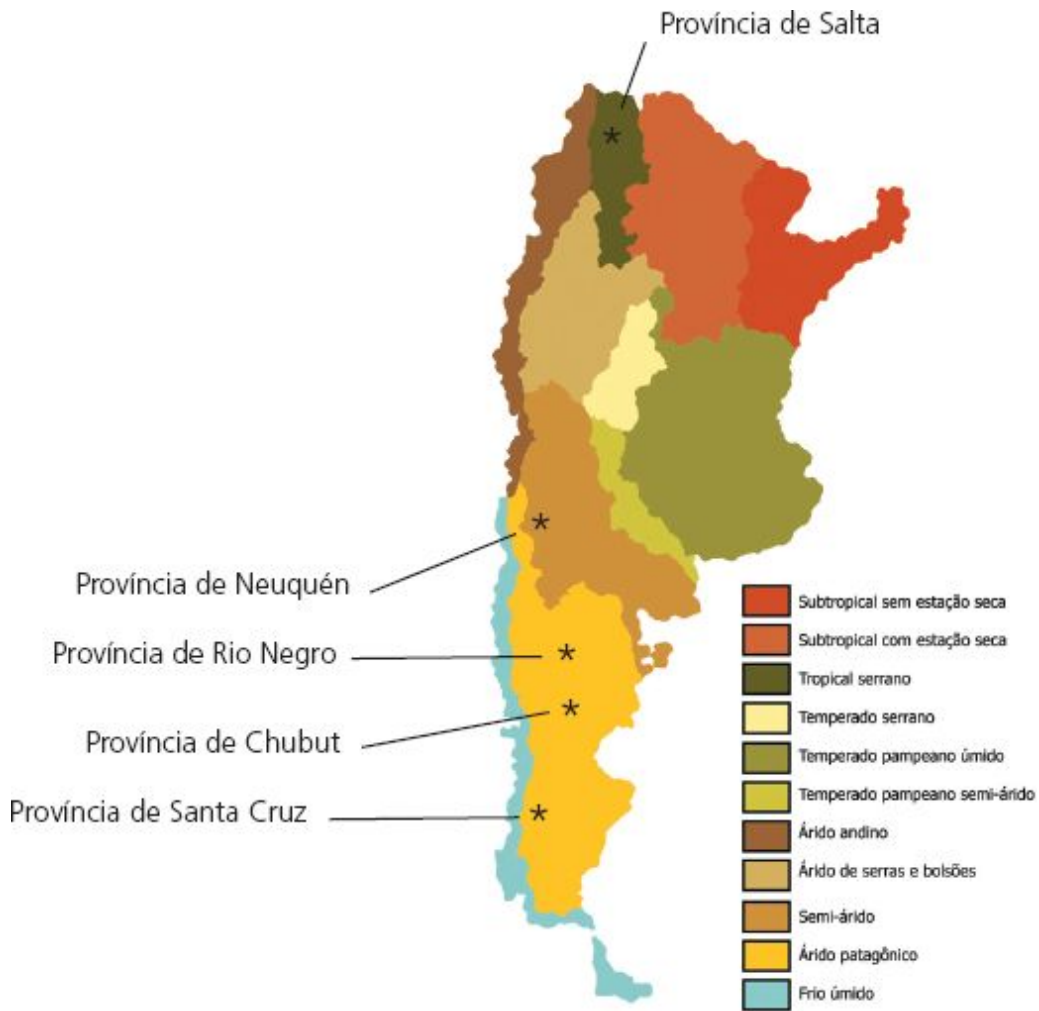 Província de Salta
Província de Neuquén
Província de Rio Negro
Província de Chubut
Província de Santa Cruz
Subtropical sem estação seca
Subtropical com estação seca
Tropical serrano
Temperado serrano
Temperado pampeano úmido
Temperado pampeano semi-árido
Árido andino
Árido de serras e bolsões
Semi-árido
Árido patagônico
Frio úmido